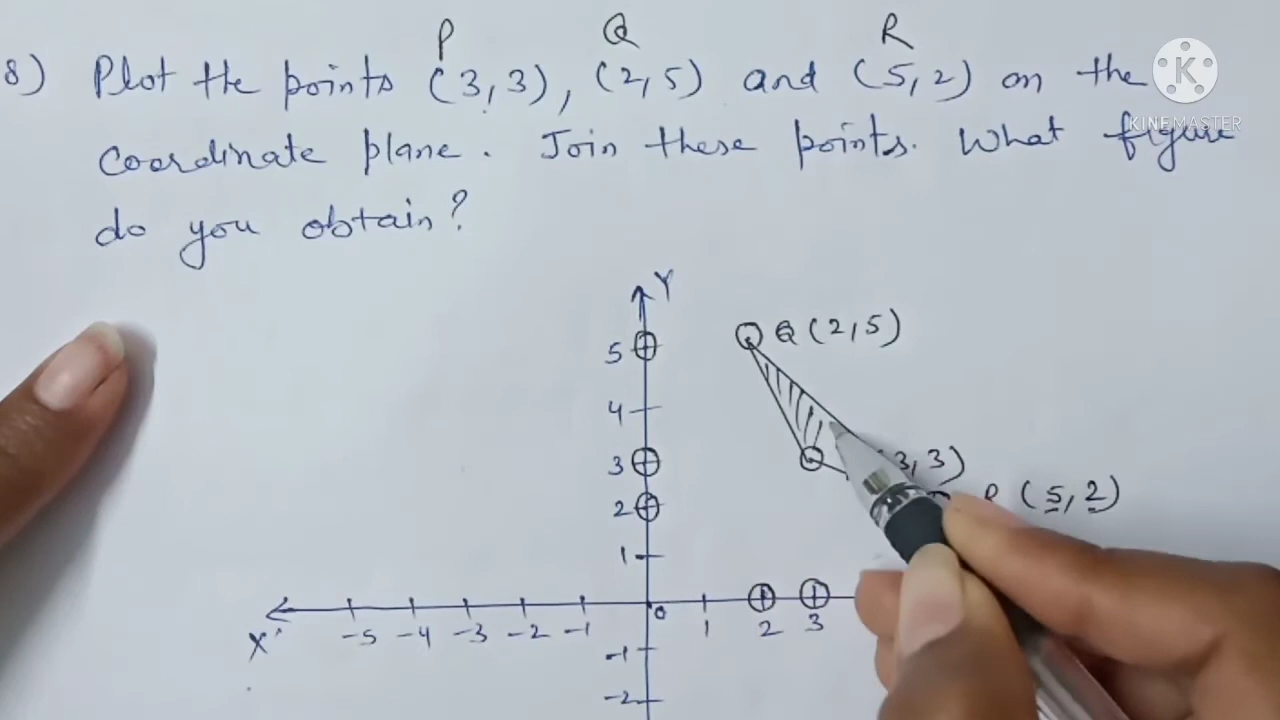 P Q R
8) Plot the points (3,3), (2,5) and (5,2) on the
K
KINEMASTER
coordinate plane. Join these points. What figure
do you obtain?
Y
5
Q (2,5)
4
3
3,3)
R (5,2)
2
1
0
X' -5 -4 -3 -2 -1 1 2 3
-1
-2